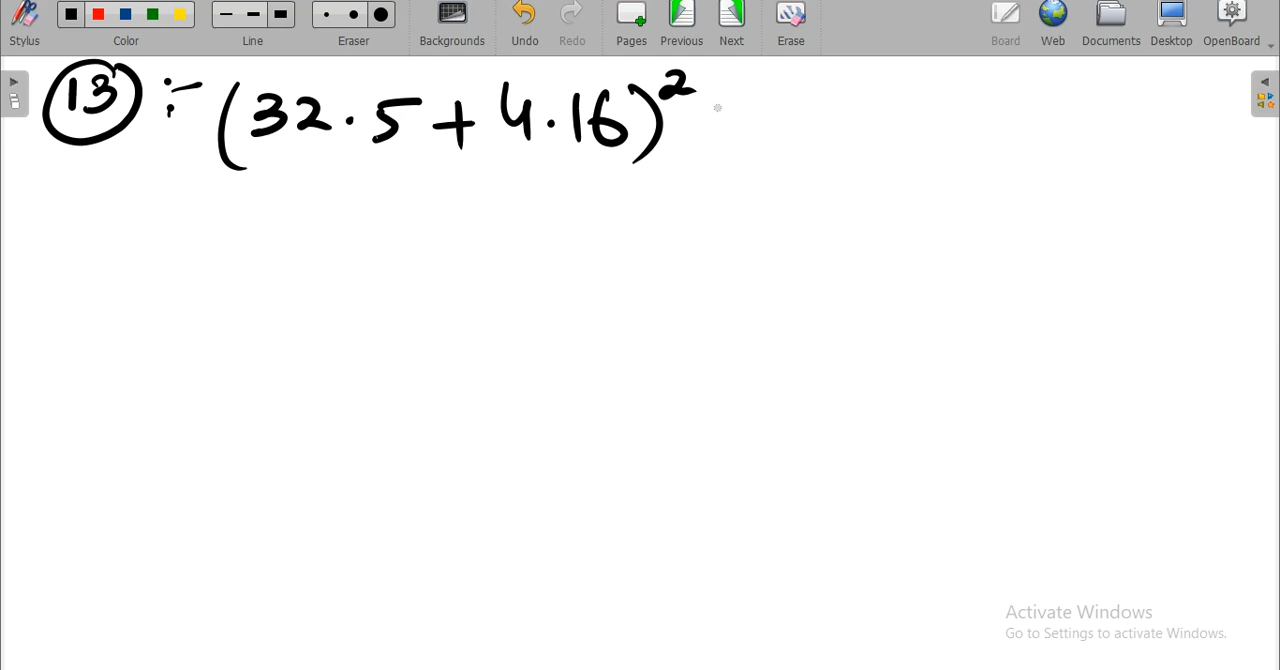 Stylus Color Line Eraser Backgrounds Undo Redo Pages Previous Next Erase Board Web Documents Desktop OpenBoard
13 :- (32.5+4.16)²
Activate Windows
Go to Settings to activate Windows.